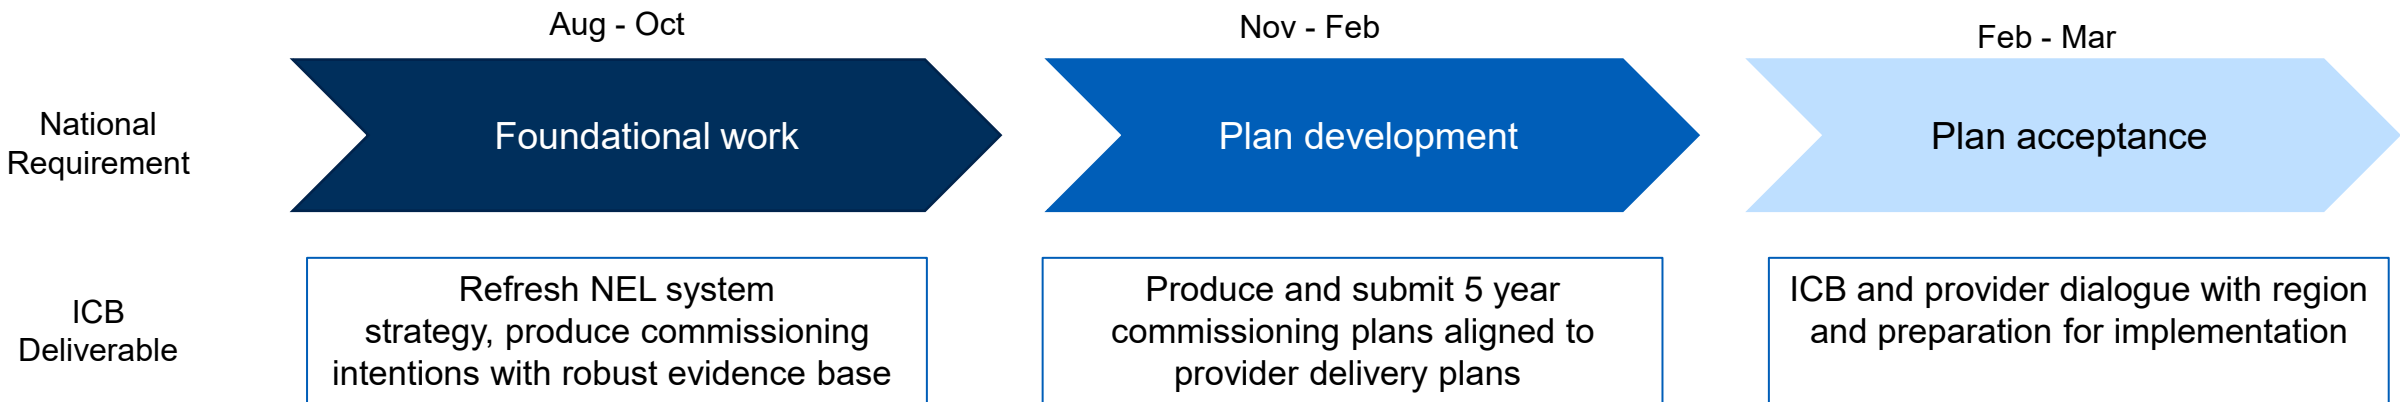 Aug - Oct
Nov - Feb
Feb - Mar
National
Requirement
Foundational work
Plan development
Plan acceptance
ICB
Deliverable
Refresh NEL system
strategy, produce commissioning
intentions with robust evidence base
Produce and submit 5 year
commissioning plans aligned to
provider delivery plans
ICB and provider dialogue with region
and preparation for implementation